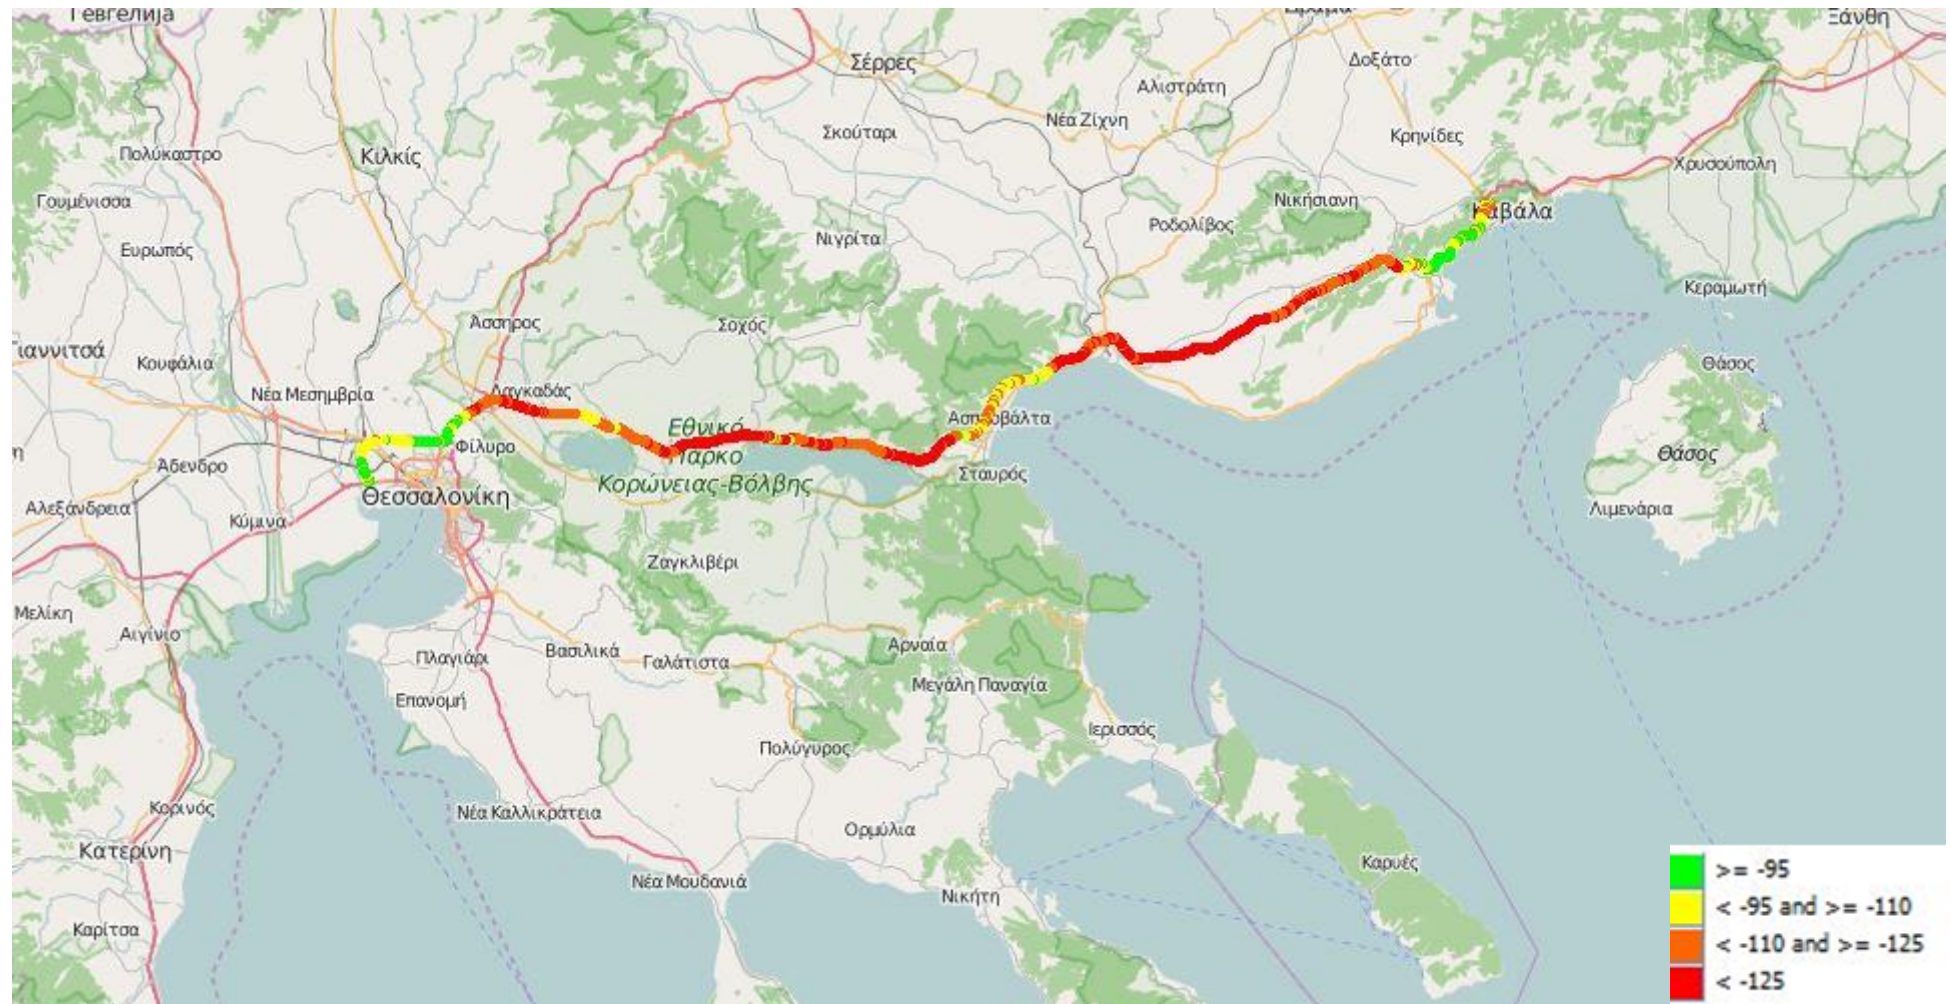 Γευγελιја
Ξάνθη
Σέρρες
Δοξάτο
Αλιστράτη
Νέα Ζίχνη
Σκούταρι
Κρηνίδες
Πολύκαστρο
Κιλκίς
Χρυσούπολη
Γουμένισσα
Νικήσιανη
Καβάλα
Ροδολίβος
Νιγρίτα
Ευρωπός
Κεραμωτή
Άσσηρος
Σοχός
Γιαννιτσά
Κουφάλια
Θάσος
Νέα Μεσημβρία
Λαγκαδάς
Ασπροβάλτα
Εθνικό
Πάρκο
Κορώνειας-Βόλβης
Φίλυρο
Θάσος
Άδενδρο
Σταυρός
Θεσσαλονίκη
Αλεξάνδρεια
Κύμινα
Λιμενάρια
Ζαγκλιβέρι
Μελίκη
Αιγίνιο
Αρναία
Πλαγιάρι
Βασιλικά
Γαλάτιστα
Μεγάλη Παναγία
Επανομή
Ιερισσός
Πολύγυρος
Κορινός
Νέα Καλλικράτεια
Ορμύλια
Κατερίνη
Καρυές
Νέα Μουδανιά
Νικήτη
Καρίτσα
>= -95
< -95 and >= -110
< -110 and >= -125
< -125